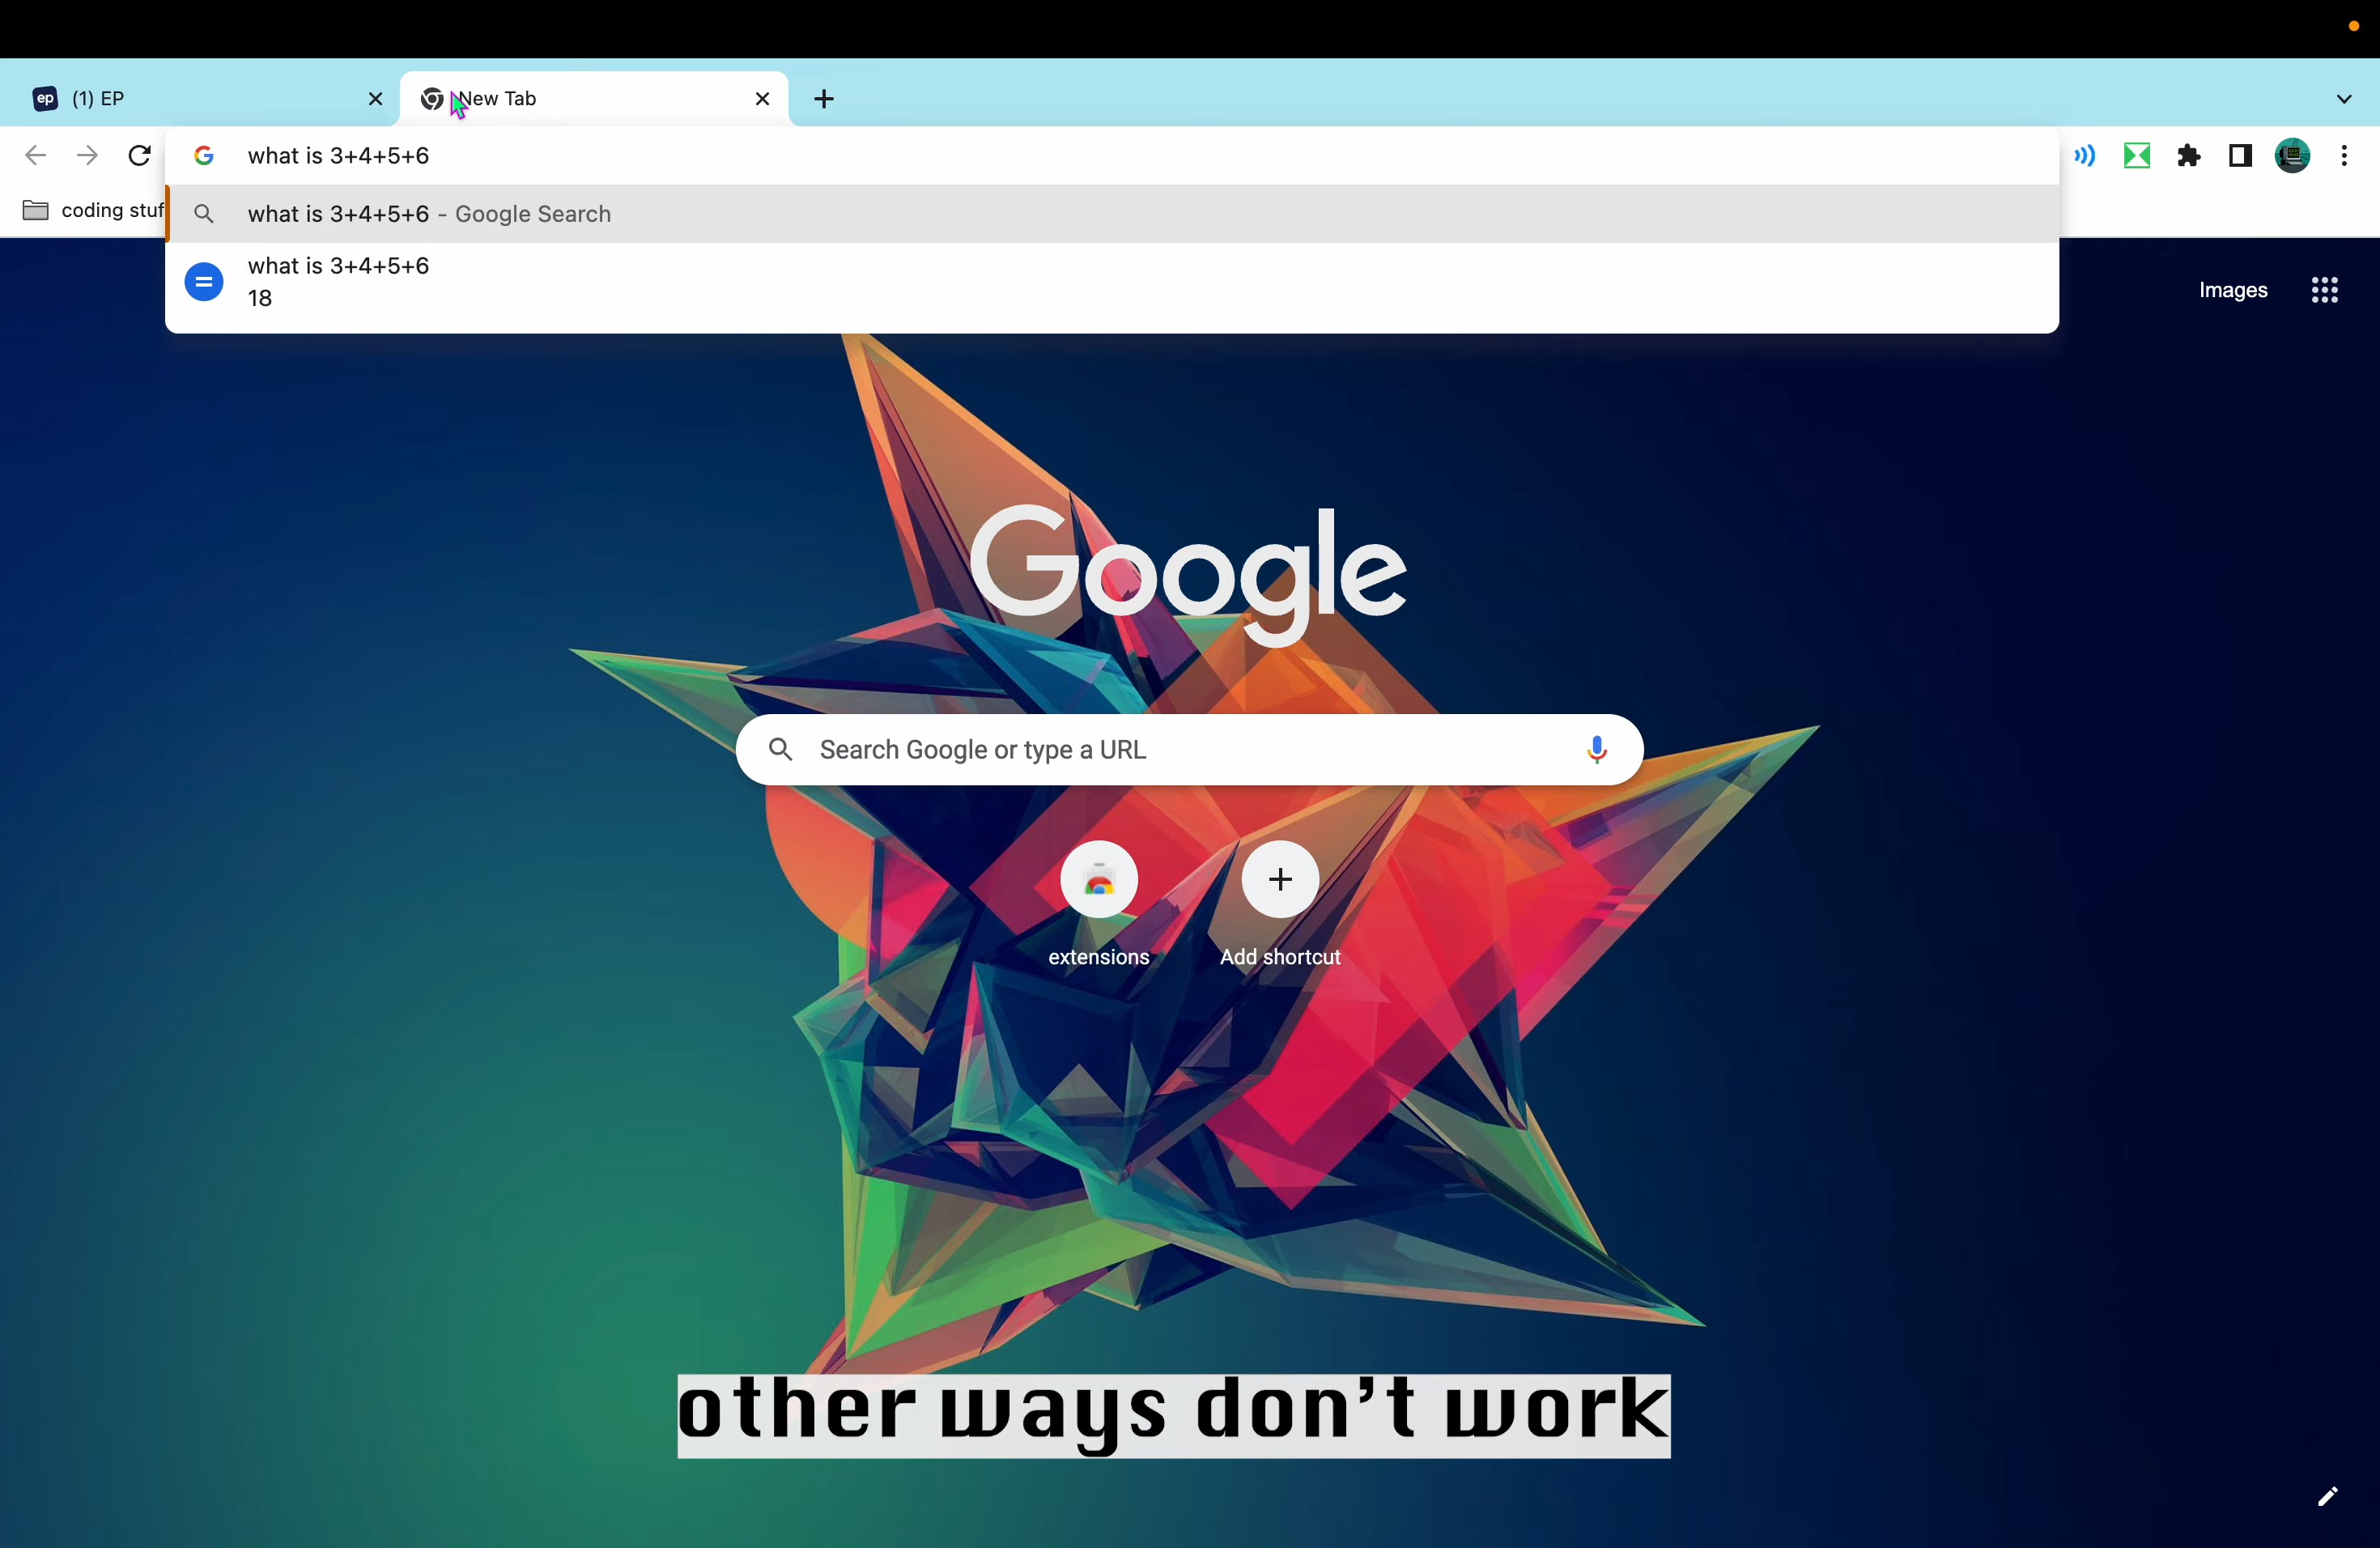 ep (1) EP
New Tab
what is 3+4+5+6
coding stuf
what is 3+4+5+6 - Google Search
what is 3+4+5+6
18
Images
Google
Search Google or type a URL
extensions
Add shortcut
other ways don't work